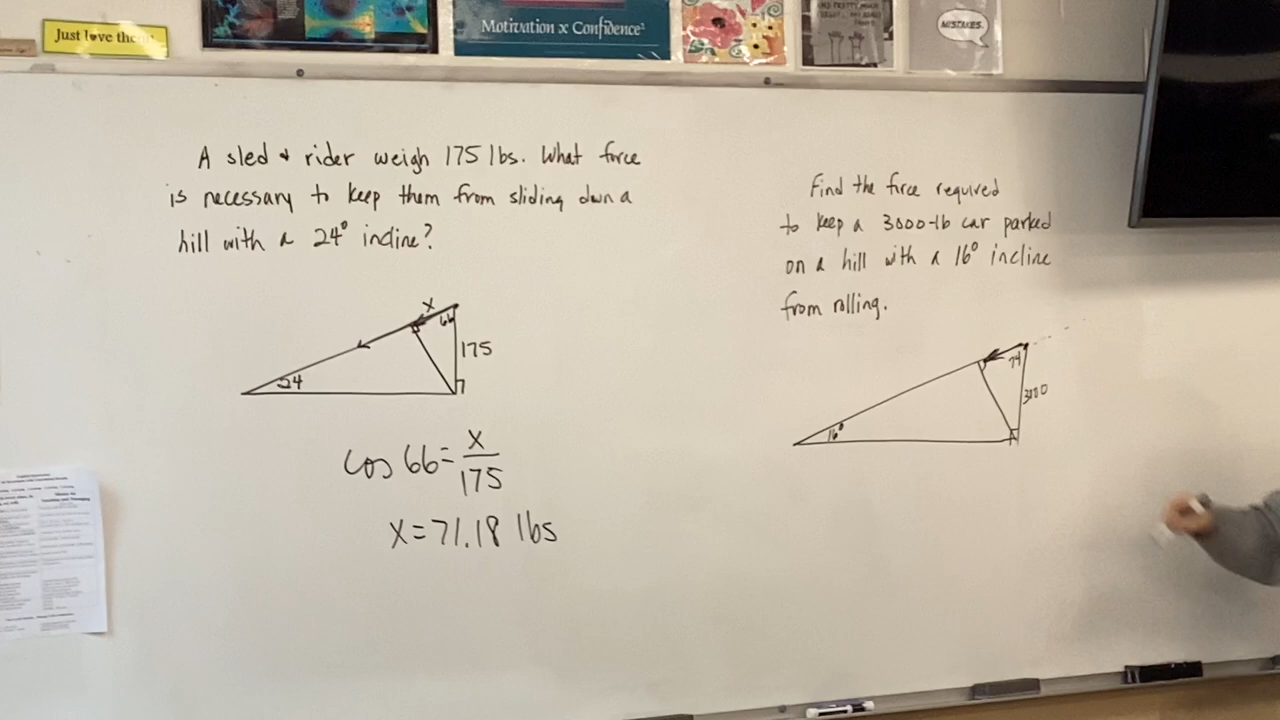 Just love them!
Motivation x Confidence²
MISTAKES.
A sled & rider weigh 175 lbs. What force
is necessary to keep them from sliding down a
hill with a 24° incline?
x
66
175
24
cos 66 = x/175
x = 71.18 lbs
Find the force required
to keep a 3000-lb car parked
on a hill with a 16° incline
from rolling.
74
3000
16°